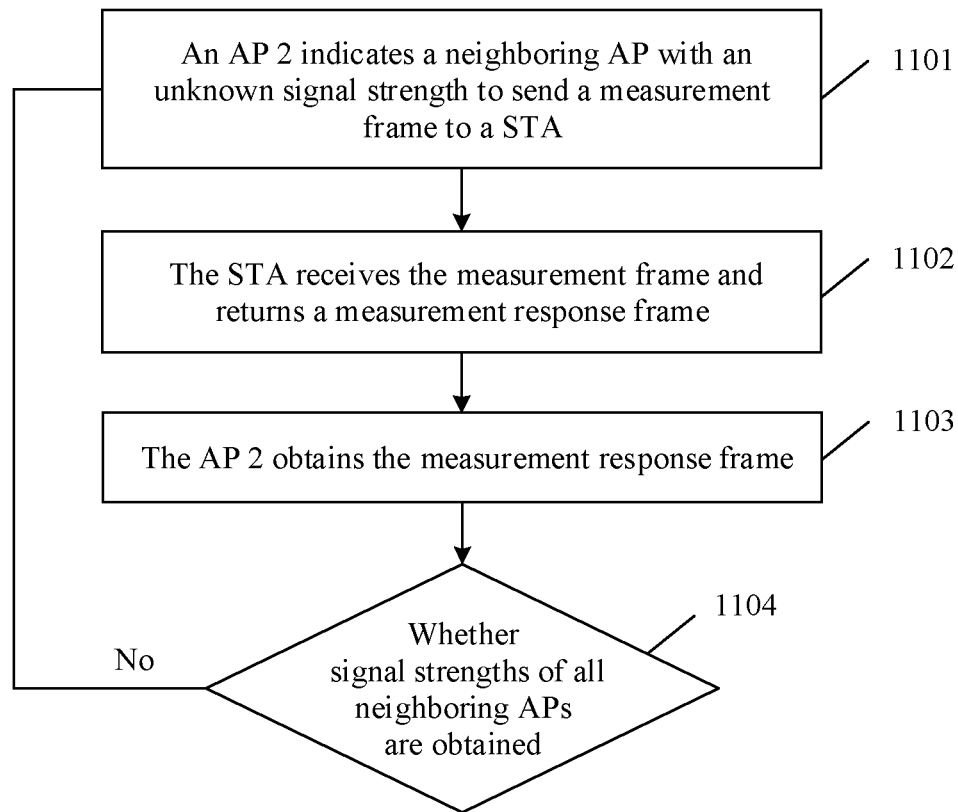 An AP 2 indicates a neighboring AP with an
unknown signal strength to send a measurement
frame to a STA
1101
The STA receives the measurement frame and
returns a measurement response frame
1102
The AP 2 obtains the measurement response frame
1103
Whether
signal strengths of all
neighboring APs
are obtained
1104
No